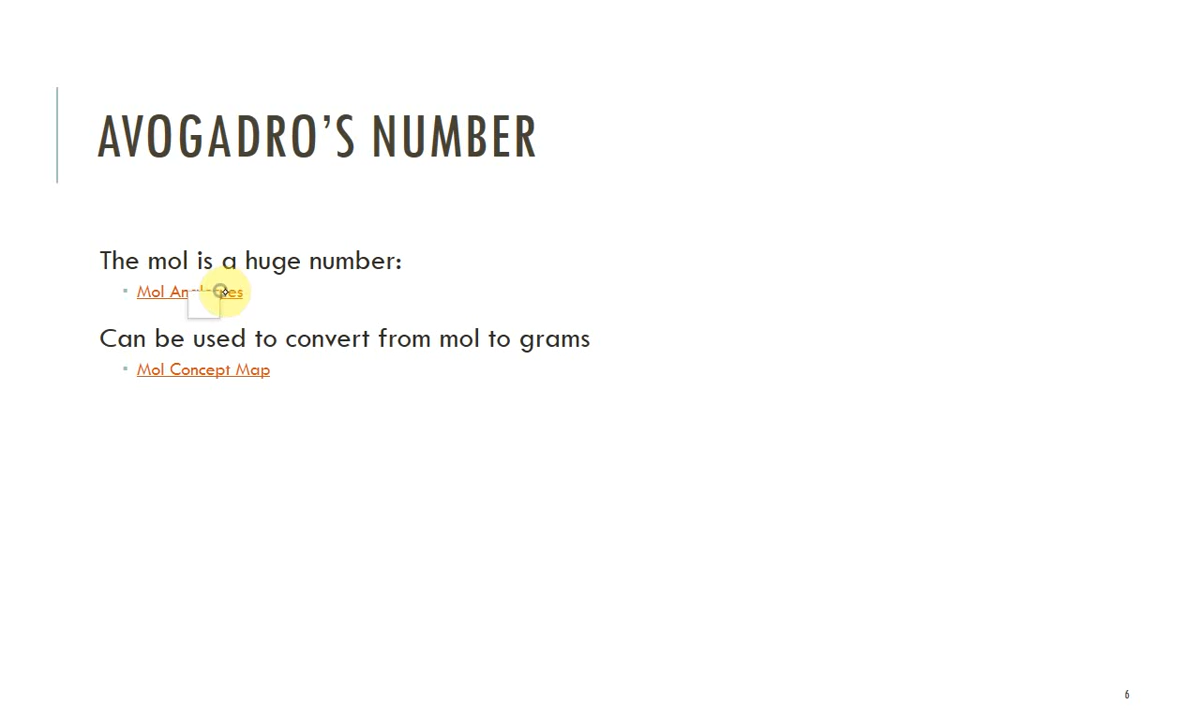 AVOGADRO'S NUMBER
The mol is a huge number:
Mol
Can be used to convert from mol to grams
Mol Concept Map
6